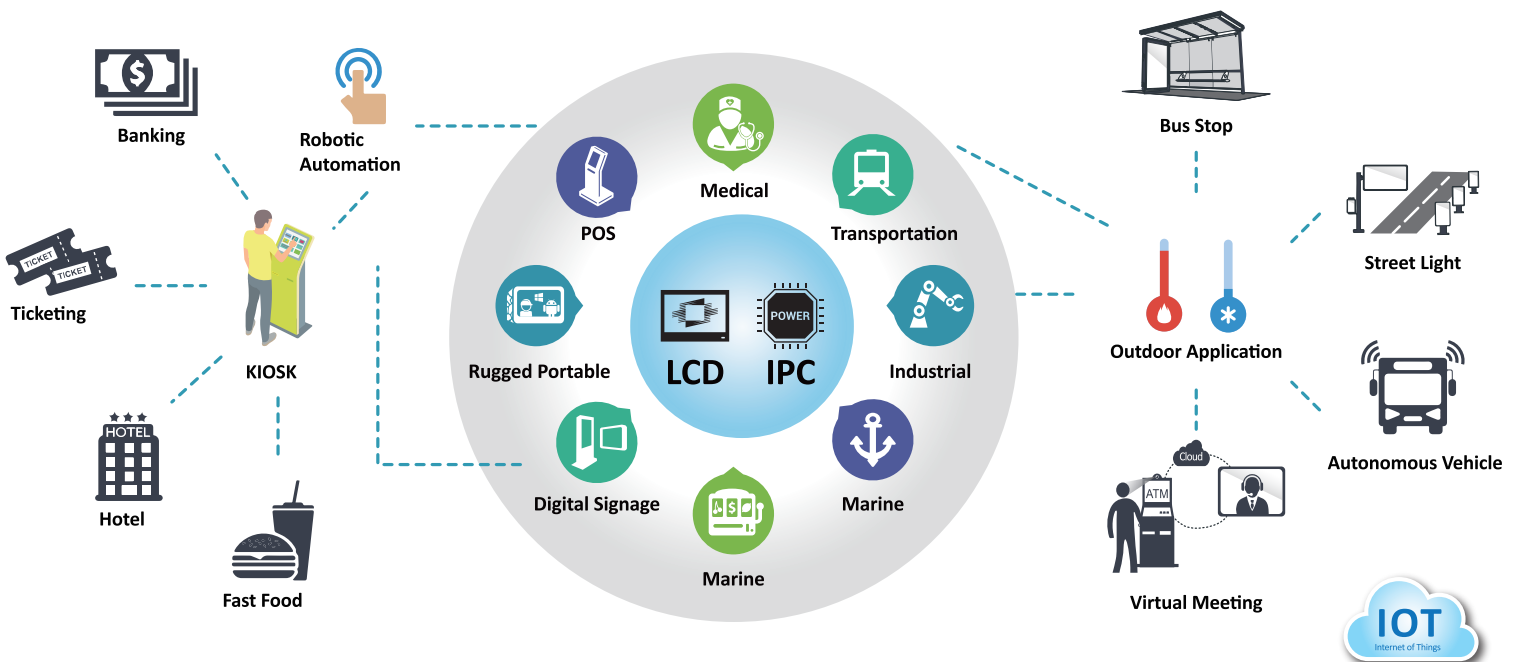 Banking
Robotic
Automation
TICKET
TICKET
Ticketing
KIOSK
HOTEL
Hotel
Fast Food
Medical
POS
Transportation
Rugged Portable
POWER
LCD
IPC
Industrial
Digital Signage
$
Marine
Marine
Bus Stop
Street Light
Outdoor Application
Autonomous Vehicle
Cloud
ATM
Virtual Meeting
IOT
Internet of Things